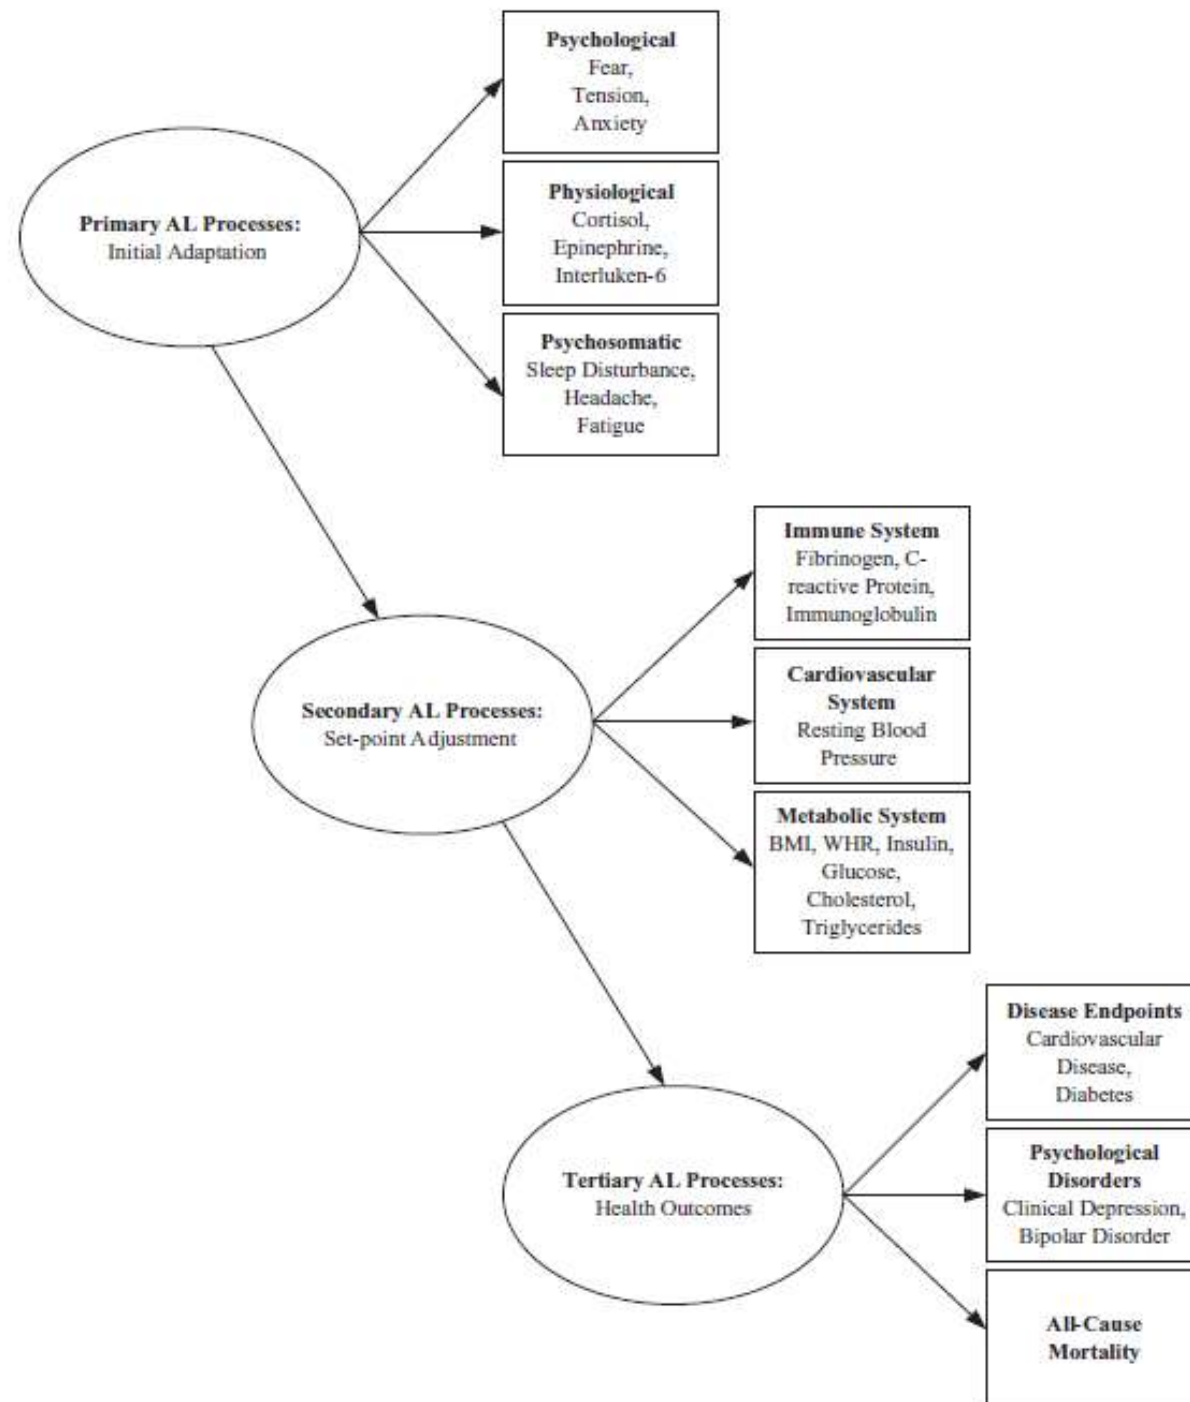 Psychological
Fear,
Tension,
Anxiety
Primary AL Processes:
Initial Adaptation
Physiological
Cortisol,
Epinephrine,
Interluken-6
Psychosomatic
Sleep Disturbance,
Headache,
Fatigue
Immune System
Fibrinogen, C-
reactive Protein,
Immunoglobulin
Secondary AL Processes:
Set-point Adjustment
Cardiovascular
System
Resting Blood
Pressure
Metabolic System
BMI, WHR, Insulin,
Glucose,
Cholesterol,
Triglycerides
Disease Endpoints
Cardiovascular
Disease,
Diabetes
Tertiary AL Processes:
Health Outcomes
Psychological
Disorders
Clinical Depression,
Bipolar Disorder
All-Cause
Mortality